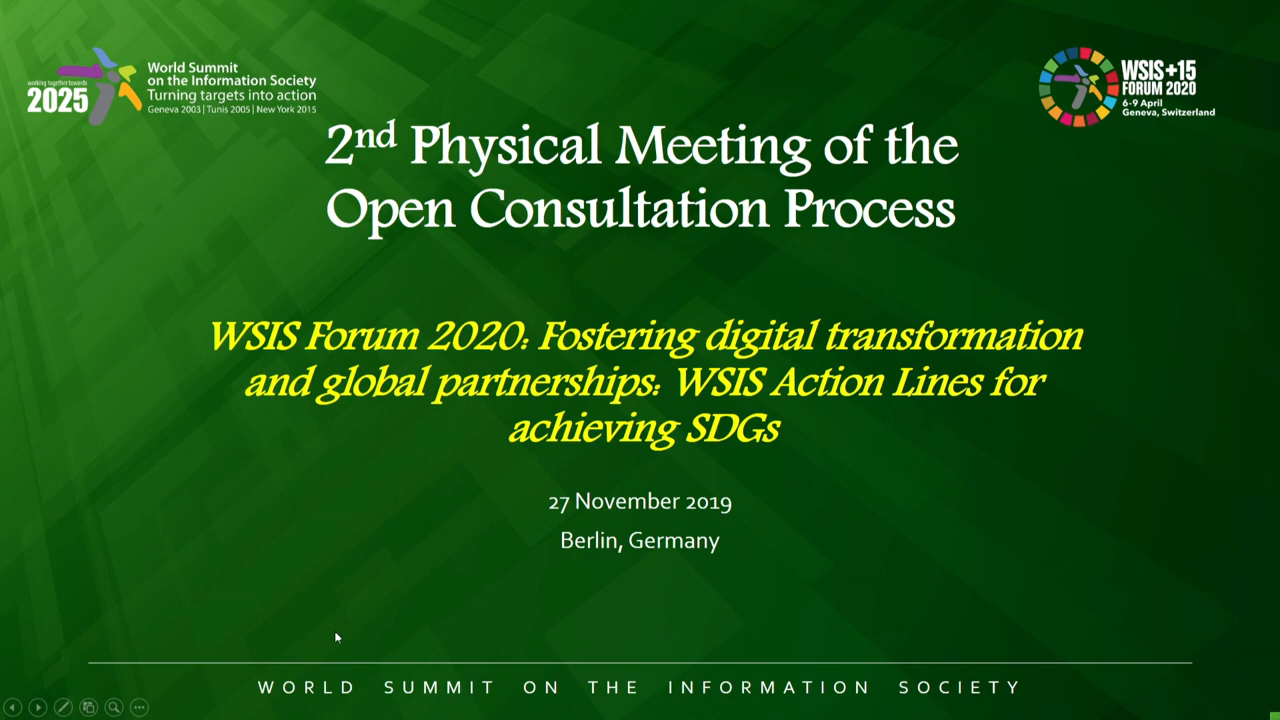 working together towards
2025
World Summit
on the Information Society
Turning targets into action
Geneva 2003 | Tunis 2005 | New York 2015
WSIS+15
FORUM 2020
6-9 April
Geneva, Switzerland
2nd Physical Meeting of the
Open Consultation Process
WSIS Forum 2020: Fostering digital transformation
and global partnerships: WSIS Action Lines for
achieving SDGs
27 November 2019
Berlin, Germany
WORLD SUMMIT ON THE INFORMATION SOCIETY